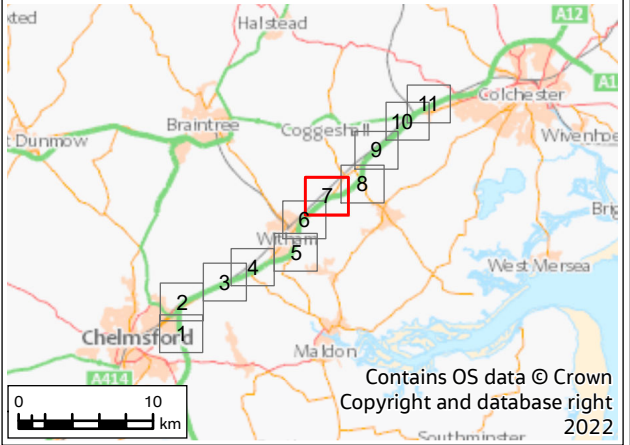 xted
Halstead
A12
A1
Colchester
11
Braintree
10
t Dunmow
Coggeshall
Wivenhoe
9
8
7
6
Brig
Witham
5
4
West Mersea
3
2
1
Chelmsford
Maldon
A414
0 10
km
Contains OS data © Crown
Copyright and database right
2022
Southminster